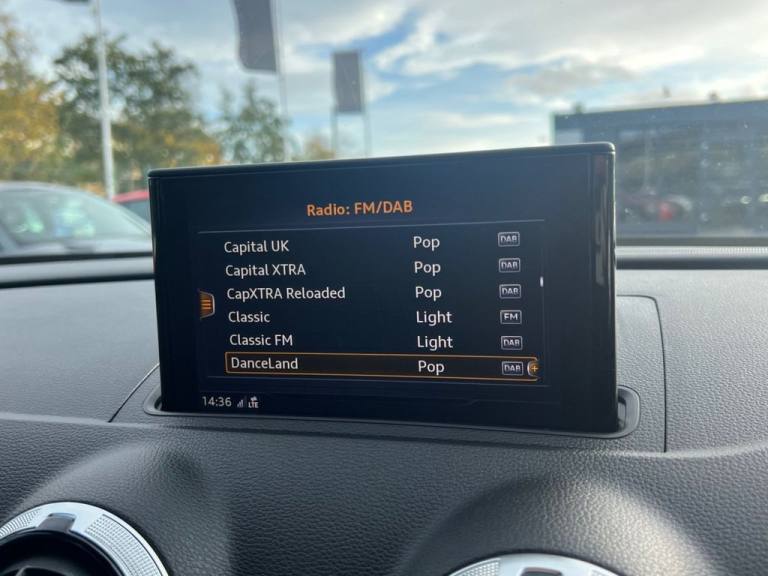 Radio: FM/DAB
Capital UK Pop DAB
Capital XTRA Pop DAB
CapXTRA Reloaded Pop DAB
Classic Light FM
Classic FM Light DAB
DanceLand Pop DAB +
14:36 LTE